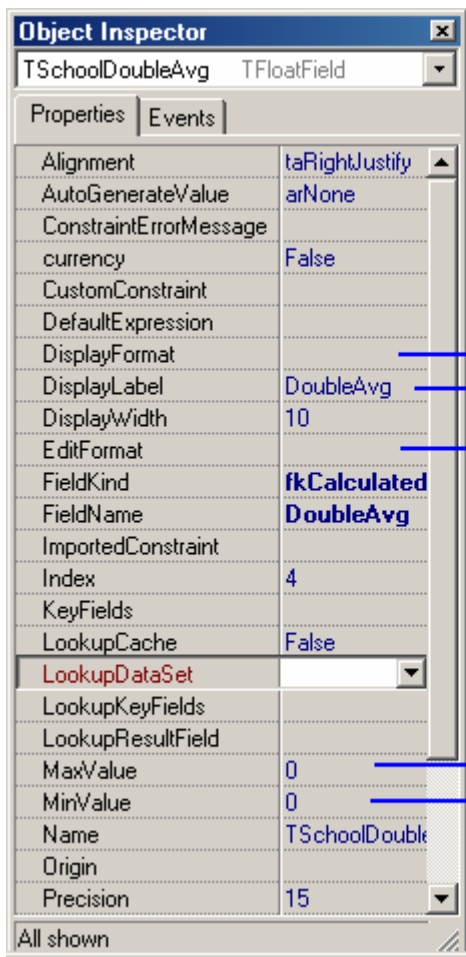 Object Inspector
TSchoolDoubleAvg TFloatField
Properties Events
Alignment taRightJustify
AutoGenerateValue arNone
ConstraintErrorMessage
currency False
CustomConstraint
DefaultExpression
DisplayFormat
DisplayLabel DoubleAvg
DisplayWidth 10
EditFormat
FieldKind fkCalculated
FieldName DoubleAvg
ImportedConstraint
Index 4
KeyFields
LookupCache False
LookupDataSet
LookupKeyFields
LookupResultField
MaxValue 0
MinValue 0
Name TSchoolDouble
Origin
Precision 15
All shown